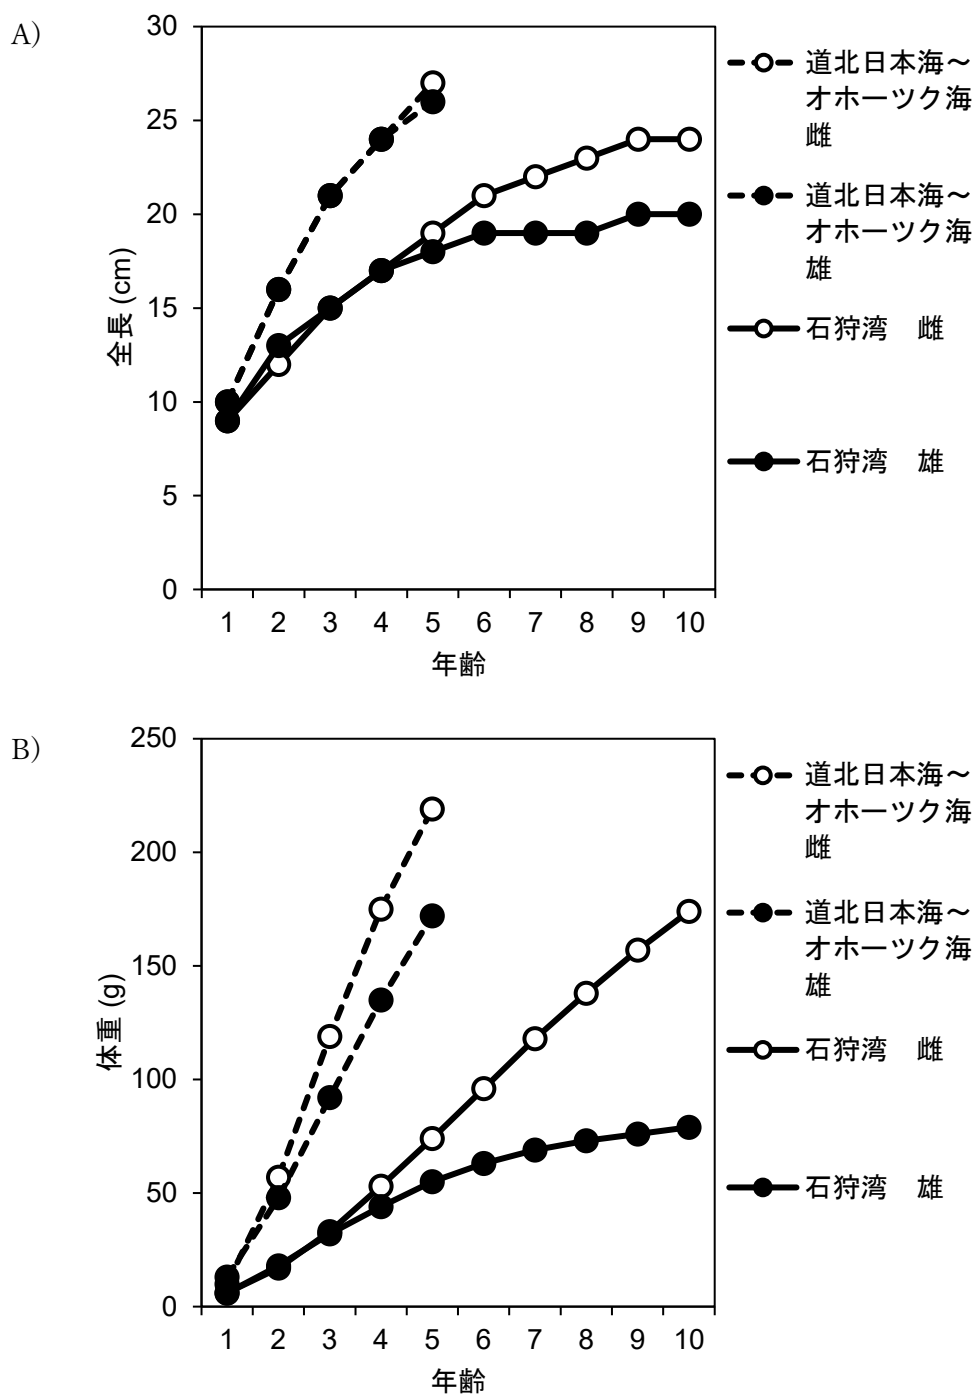 A)
30
25
20
15
10
5
0
全長 (cm)
1 2 3 4 5 6 7 8 9 10
年齢
道北日本海～
オホーツク海
雌
道北日本海～
オホーツク海
雄
石狩湾　雌
石狩湾　雄
B)
250
200
150
100
50
0
体重 (g)
1 2 3 4 5 6 7 8 9 10
年齢
道北日本海～
オホーツク海
雌
道北日本海～
オホーツク海
雄
石狩湾　雌
石狩湾　雄